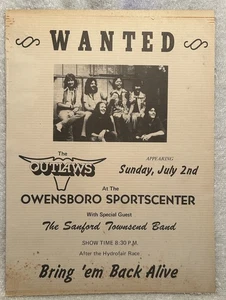 WANTED
The
OUTLAWS
APPEARING
Sunday, July 2nd
At The
OWENSBORO SPORTSCENTER
With Special Guest
The Sanford Townsend Band
SHOW TIME 8:30 P.M.
After the Hydrofair Race
Bring 'em Back Alive